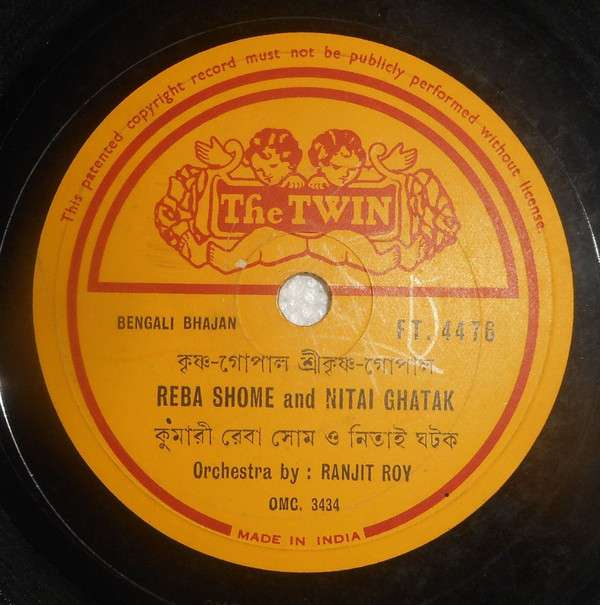 This patented copyright record must not be publicly performed without license.
The TWIN
BENGALI BHAJAN
FT. 4476
কৃষ্ণ-গোপাল শ্রীকৃষ্ণ-গোপাল
REBA SHOME and NITAI GHATAK
কুমারী রেবা সোম ও নিতাই ঘটক
Orchestra by : RANJIT ROY
OMC. 3434
MADE IN INDIA